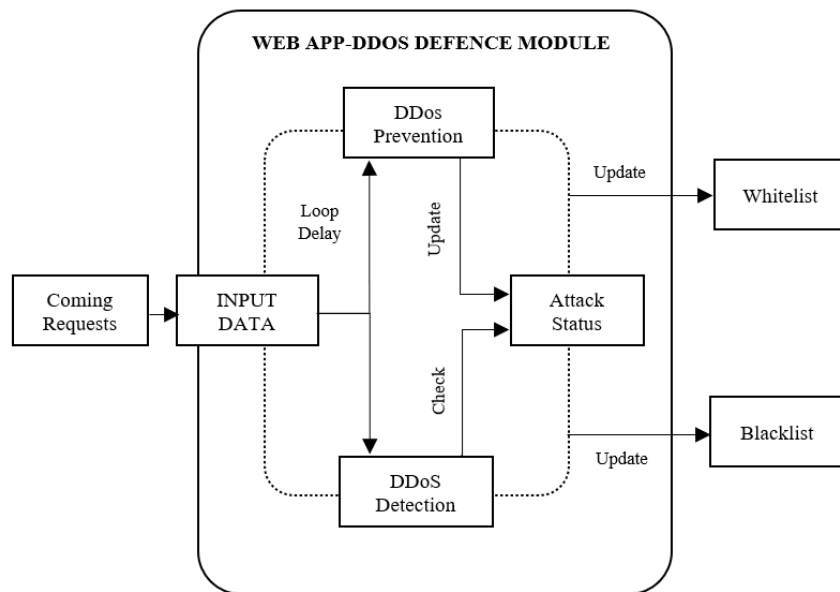 WEB APP-DDOS DEFENCE MODULE
DDos
Prevention
Update
Whitelist
Loop
Delay
Update
Coming
Requests
INPUT
DATA
Attack
Status
Check
Blacklist
Update
DDoS
Detection